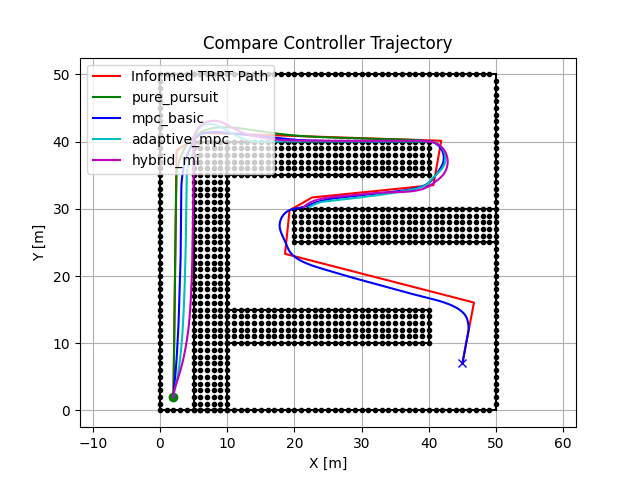 Compare Controller Trajectory
Informed TRRT Path
pure_pursuit
mpc_basic
adaptive_mpc
hybrid_mi
50
40
30
20
10
0
Y [m]
−10 0 10 20 30 40 50 60
X [m]